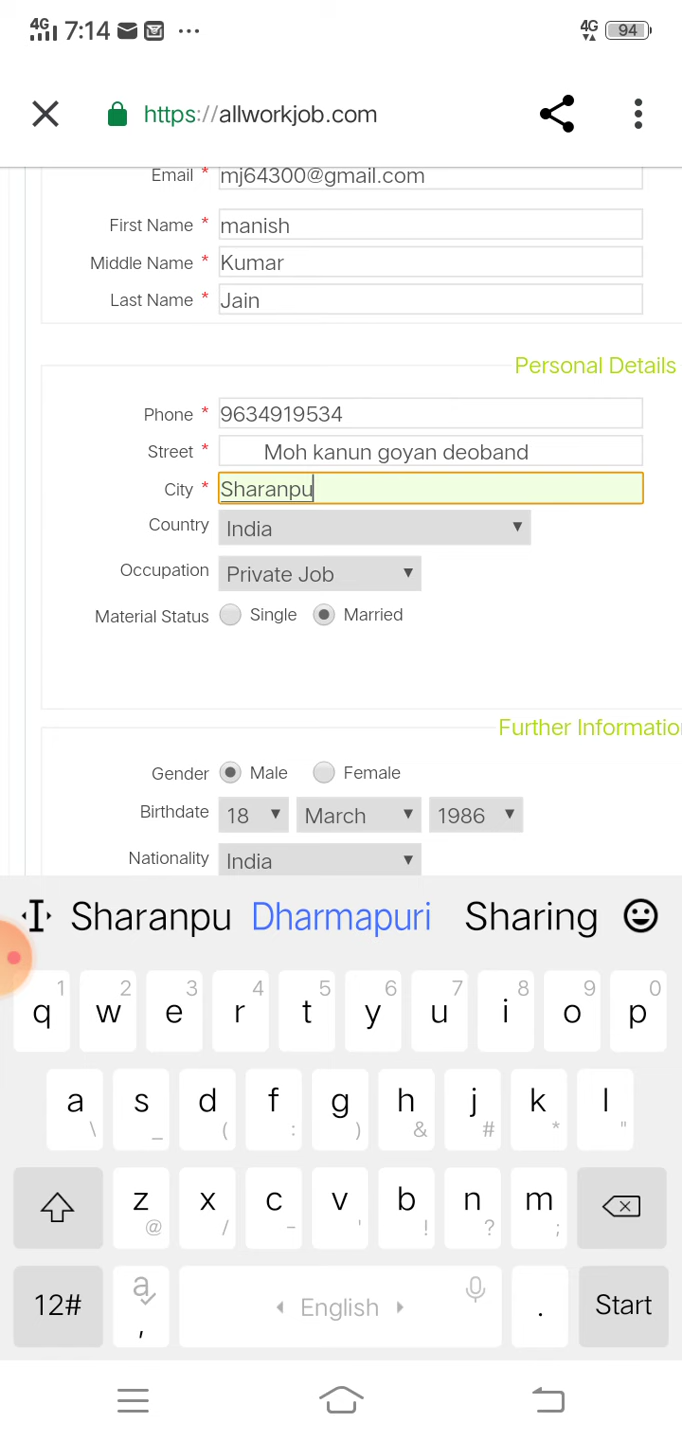 4G 7:14 ... 4G 94
https://allworkjob.com
Email * mj64300@gmail.com
First Name * manish
Middle Name * Kumar
Last Name * Jain
Personal Details
Phone * 9634919534
Street * Moh kanun goyan deoband
City * Sharanpu
Country India
Occupation Private Job
Material Status Single Married
Further Informatio
Gender Male Female
Birthdate 18 March 1986
Nationality India
Sharanpu Dharmapuri Sharing
1 2 3 4 5 6 7 8 9 0
q w e r t y u i o p
a s d f g h j k l
\ _ ( : ) & # * "
z x c v b n m
@ / - ' ! ? ;
12# a , English . Start